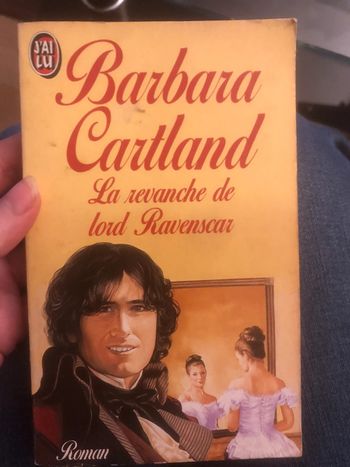 J'AI
LU
Barbara
Cartland
La revanche de
lord Ravenscar
Roman